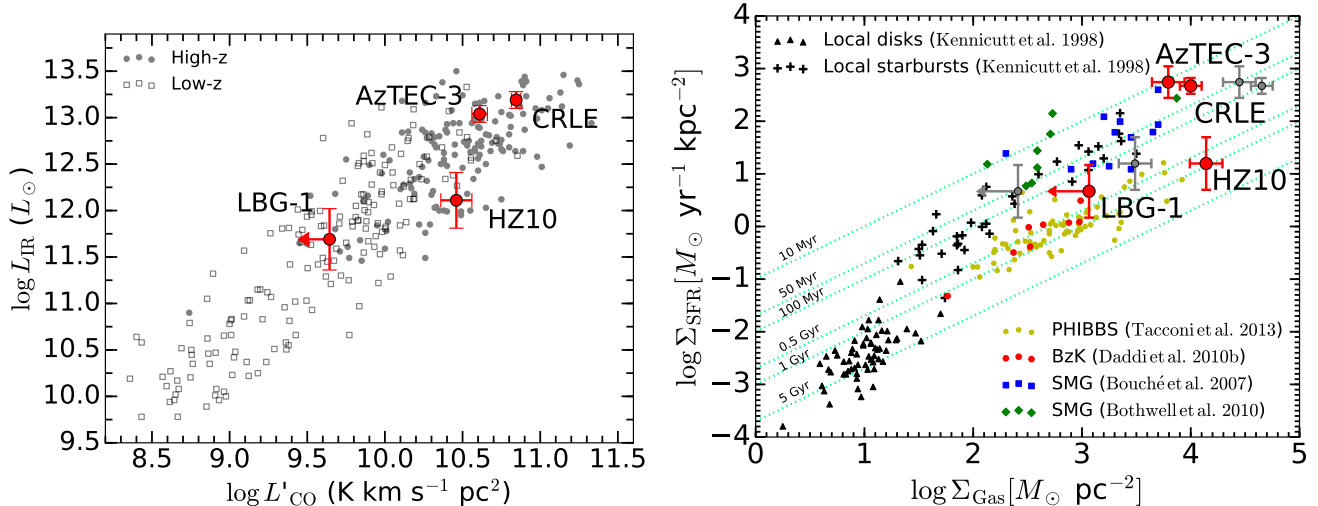 High-z
Low-z
AzTEC-3
CRLE
LBG-1
HZ10
13.5
13.0
12.5
12.0
11.5
11.0
10.5
10.0
9.5
log L_IR (L_⊙)
8.5 9.0 9.5 10.0 10.5 11.0 11.5
log L'_CO (K km s⁻¹ pc²)
Local disks (Kennicutt et al. 1998)
Local starbursts (Kennicutt et al. 1998)
AzTEC-3
CRLE
HZ10
LBG-1
10 Myr
50 Myr
100 Myr
0.5 Gyr
1 Gyr
5 Gyr
PHIBBS (Tacconi et al. 2013)
BzK (Daddi et al. 2010b)
SMG (Bouché et al. 2007)
SMG (Bothwell et al. 2010)
4
3
2
1
0
−1
−2
−3
−4
log Σ_SFR[M_⊙ yr⁻¹ kpc⁻²]
0 1 2 3 4 5
log Σ_Gas[M_⊙ pc⁻²]